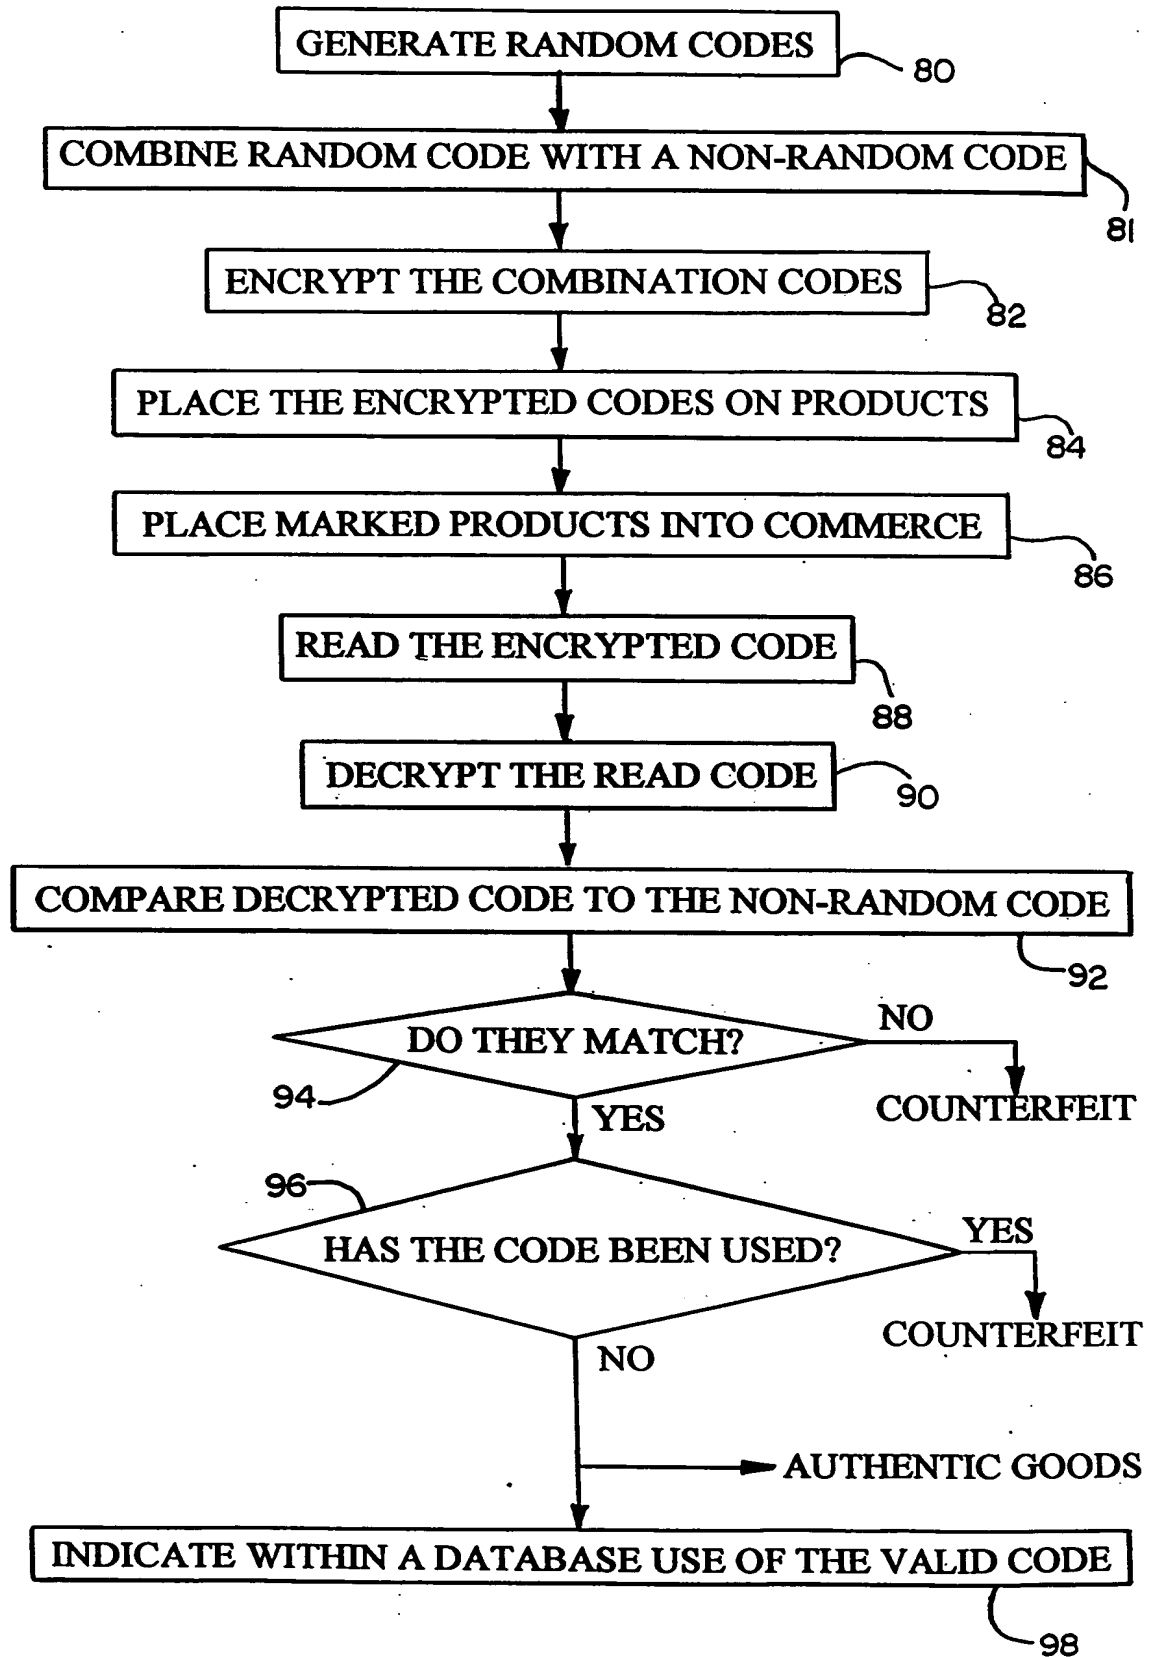 GENERATE RANDOM CODES
80
COMBINE RANDOM CODE WITH A NON-RANDOM CODE
81
ENCRYPT THE COMBINATION CODES
82
PLACE THE ENCRYPTED CODES ON PRODUCTS
84
PLACE MARKED PRODUCTS INTO COMMERCE
86
READ THE ENCRYPTED CODE
88
DECRYPT THE READ CODE
90
COMPARE DECRYPTED CODE TO THE NON-RANDOM CODE
92
DO THEY MATCH?
NO
94
COUNTERFEIT
YES
96
HAS THE CODE BEEN USED?
YES
COUNTERFEIT
NO
AUTHENTIC GOODS
INDICATE WITHIN A DATABASE USE OF THE VALID CODE
98